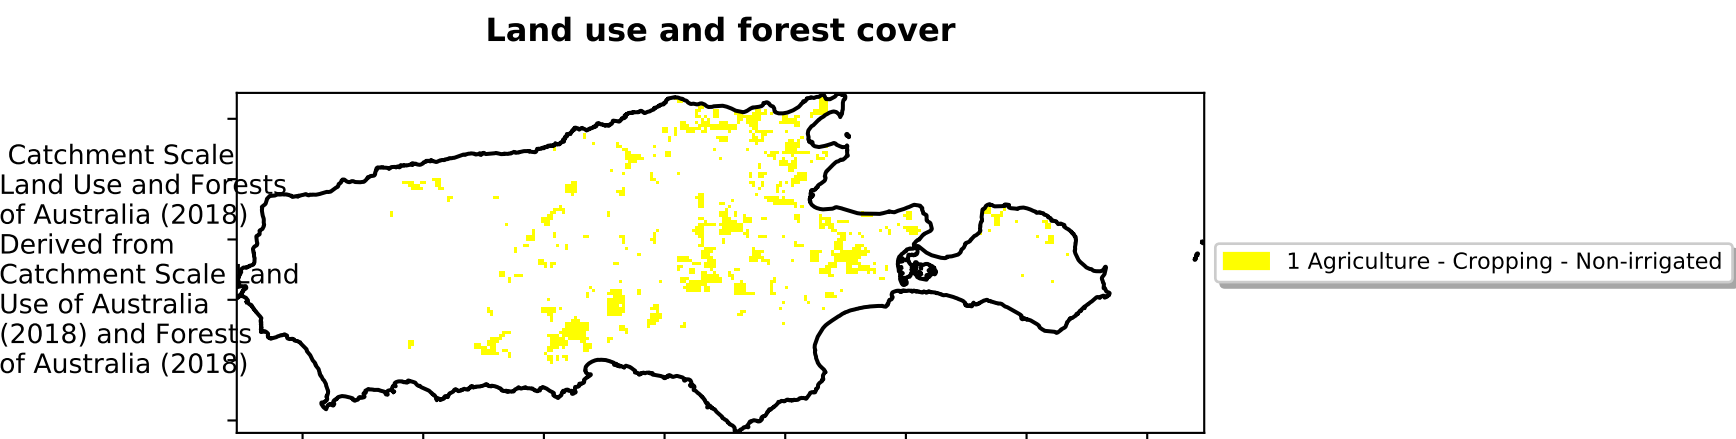 Land use and forest cover
Catchment Scale
Land Use and Forests
of Australia (2018)
Derived from
Catchment Scale Land
Use of Australia
(2018) and Forests
of Australia (2018)
1 Agriculture - Cropping - Non-irrigated